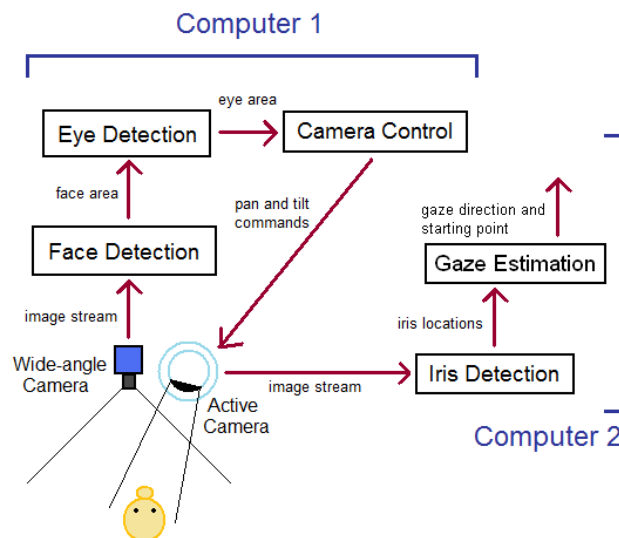 Computer 1
eye area
Eye Detection
Camera Control
face area
pan and tilt
commands
gaze direction and
starting point
Face Detection
Gaze Estimation
image stream
iris locations
Wide-angle
Camera
image stream
Iris Detection
Active
Camera
Computer 2